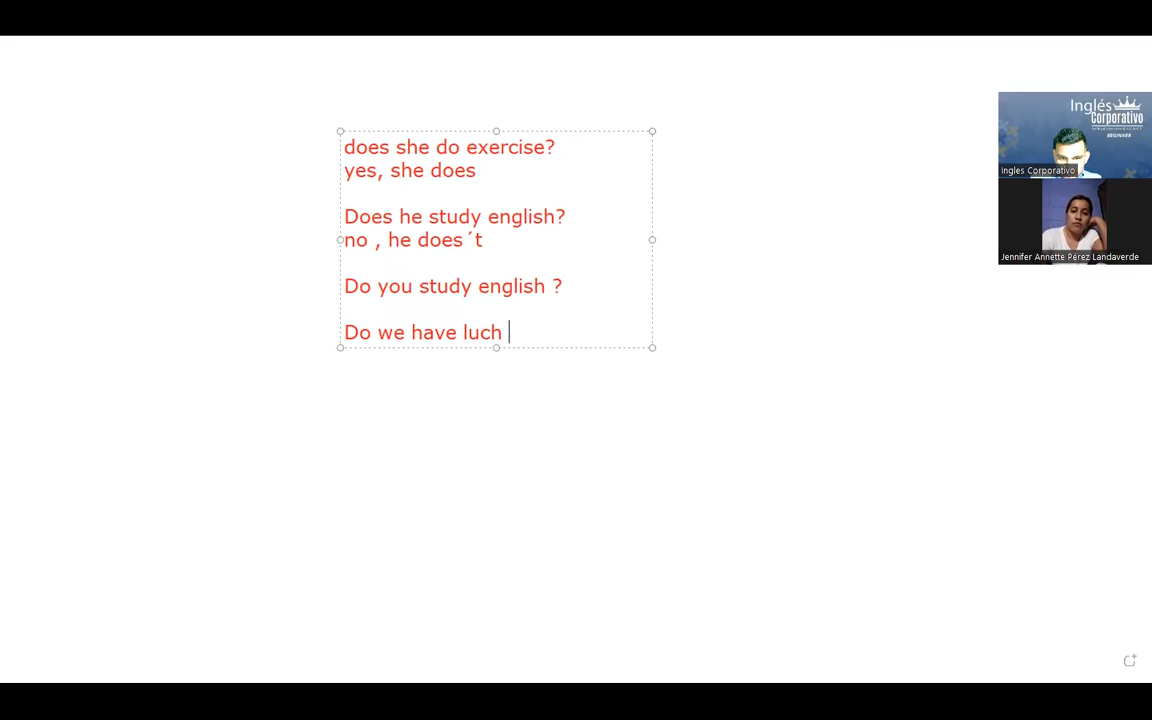 does she do exercise?
yes, she does
Does he study english?
no , he does´t
Do you study english ?
Do we have luch
Inglés
Corporativo
BEGINNER
Ingles Corporativo
Jennifer Annette Pérez Landaverde